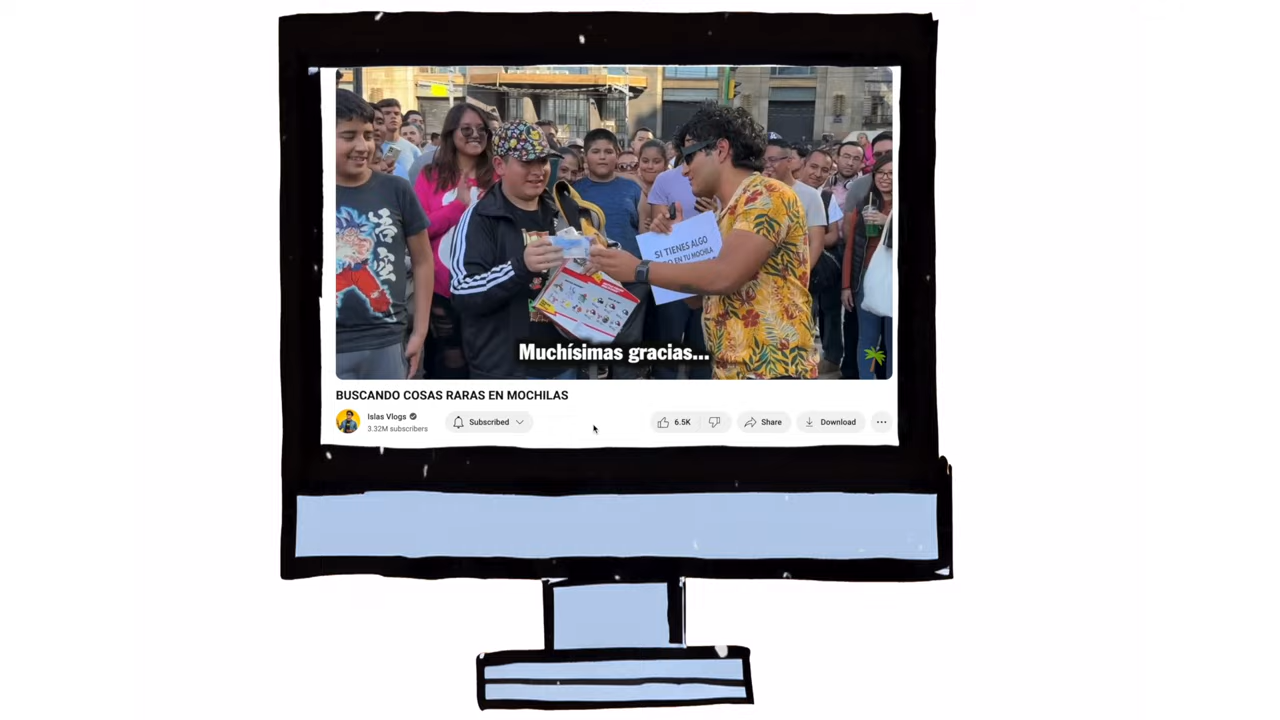 SI TIENES ALGO
EN TU MOCHILA
Muchísimas gracias...
BUSCANDO COSAS RARAS EN MOCHILAS
Islas Vlogs
3.32M subscribers
Subscribed
6.5K
Share
Download